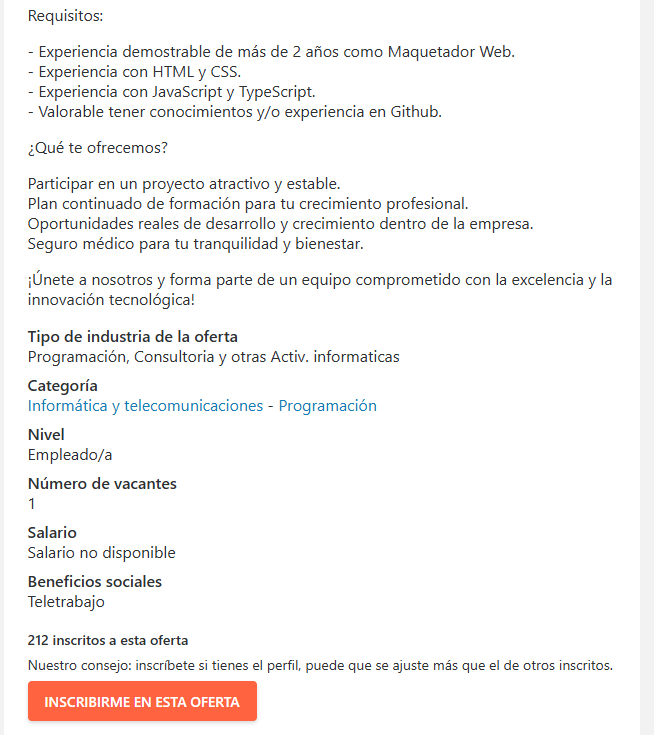 Requisitos:
- Experiencia demostrable de más de 2 años como Maquetador Web.
- Experiencia con HTML y CSS.
- Experiencia con JavaScript y TypeScript.
- Valorable tener conocimientos y/o experiencia en Github.
¿Qué te ofrecemos?
Participar en un proyecto atractivo y estable.
Plan continuado de formación para tu crecimiento profesional.
Oportunidades reales de desarrollo y crecimiento dentro de la empresa.
Seguro médico para tu tranquilidad y bienestar.
¡Únete a nosotros y forma parte de un equipo comprometido con la excelencia y la
innovación tecnológica!
Tipo de industria de la oferta
Programación, Consultoria y otras Activ. informaticas
Categoría
Informática y telecomunicaciones - Programación
Nivel
Empleado/a
Número de vacantes
1
Salario
Salario no disponible
Beneficios sociales
Teletrabajo
212 inscritos a esta oferta
Nuestro consejo: inscríbete si tienes el perfil, puede que se ajuste más que el de otros inscritos.
INSCRIBIRME EN ESTA OFERTA